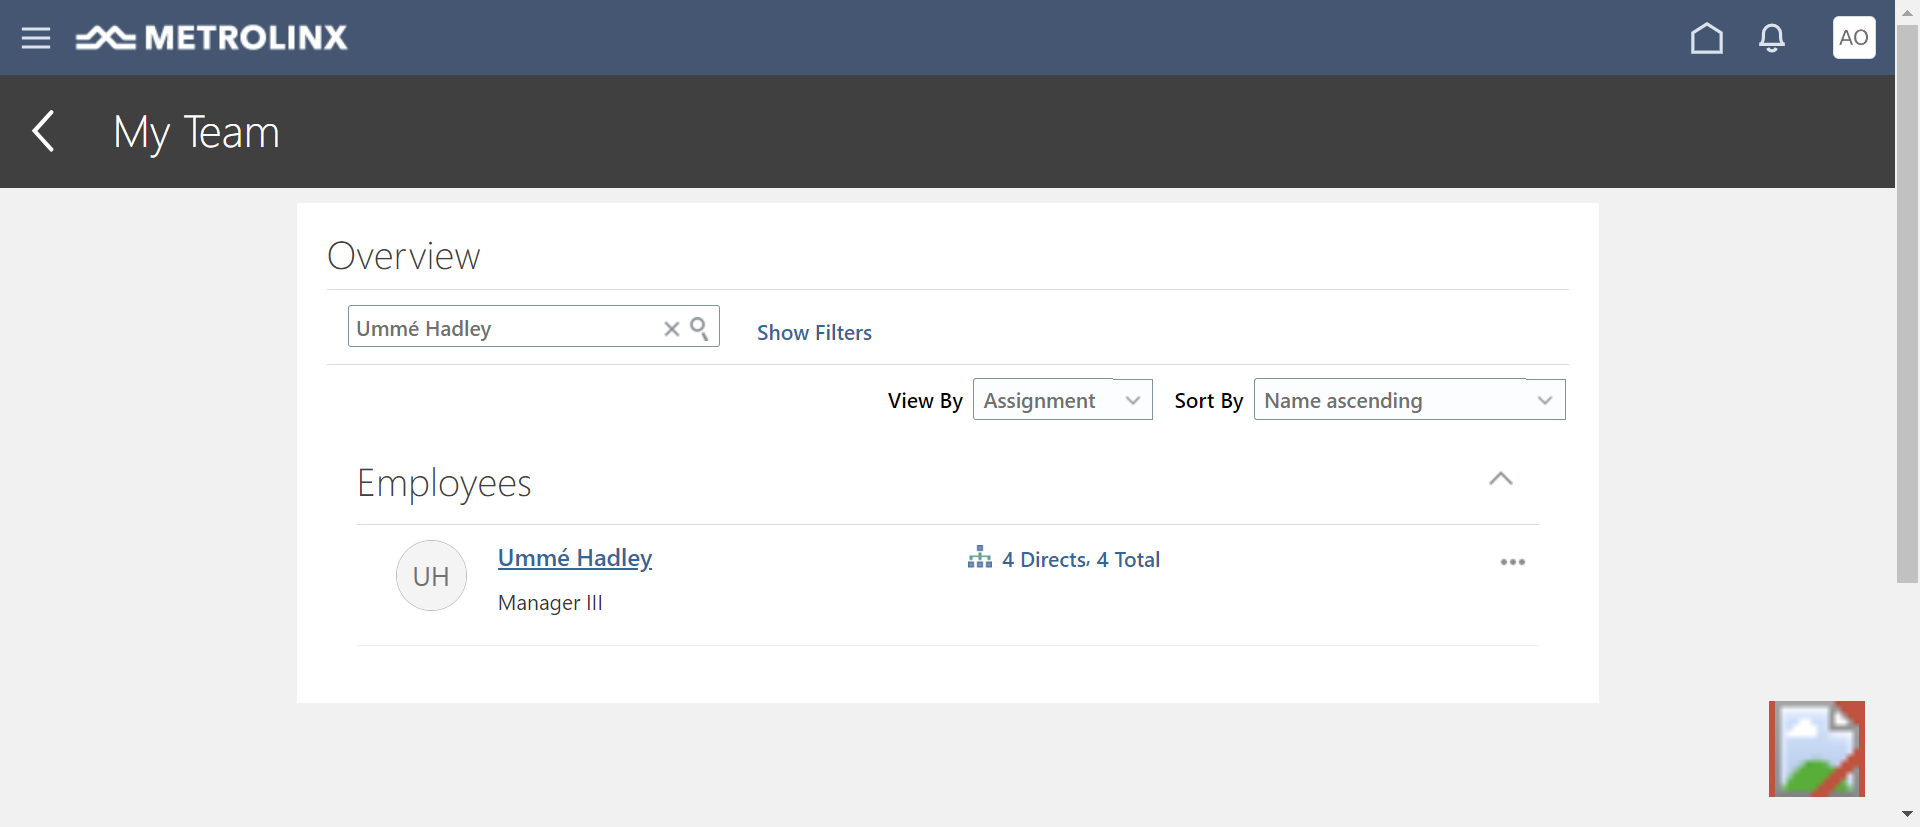 METROLINX
AO
My Team
Overview
Ummé Hadley
Show Filters
View By Assignment Sort By Name ascending
Employees
UH
Ummé Hadley
4 Directs, 4 Total
Manager III